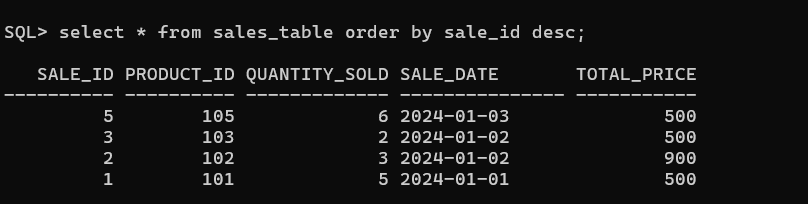 SQL> select * from sales_table order by sale_id desc;
   SALE_ID PRODUCT_ID QUANTITY_SOLD SALE_DATE       TOTAL_PRICE
---------- ---------- ------------- --------------- -----------
         5        105             6 2024-01-03              500
         3        103             2 2024-01-02              500
         2        102             3 2024-01-02              900
         1        101             5 2024-01-01              500